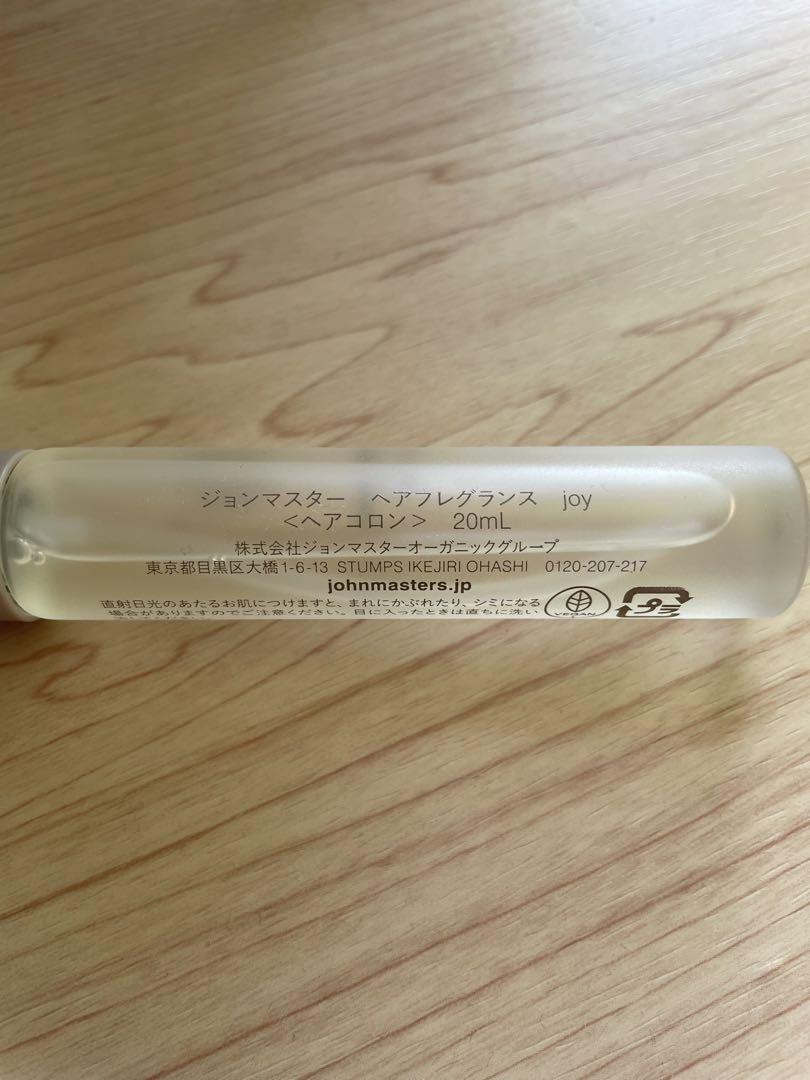 ジョンマスター　ヘアフレグランス　joy
＜ヘアコロン＞　20mL
株式会社ジョンマスターオーガニックグループ
東京都目黒区大橋1-6-13 STUMPS IKEJIRI OHASHI　0120-207-217
johnmasters.jp
直射日光のあたるお肌につけますと、まれにかぶれたり、シミになる
場合がありますのでご注意ください。目に入ったときは直ちに洗い
VEGAN
プラ